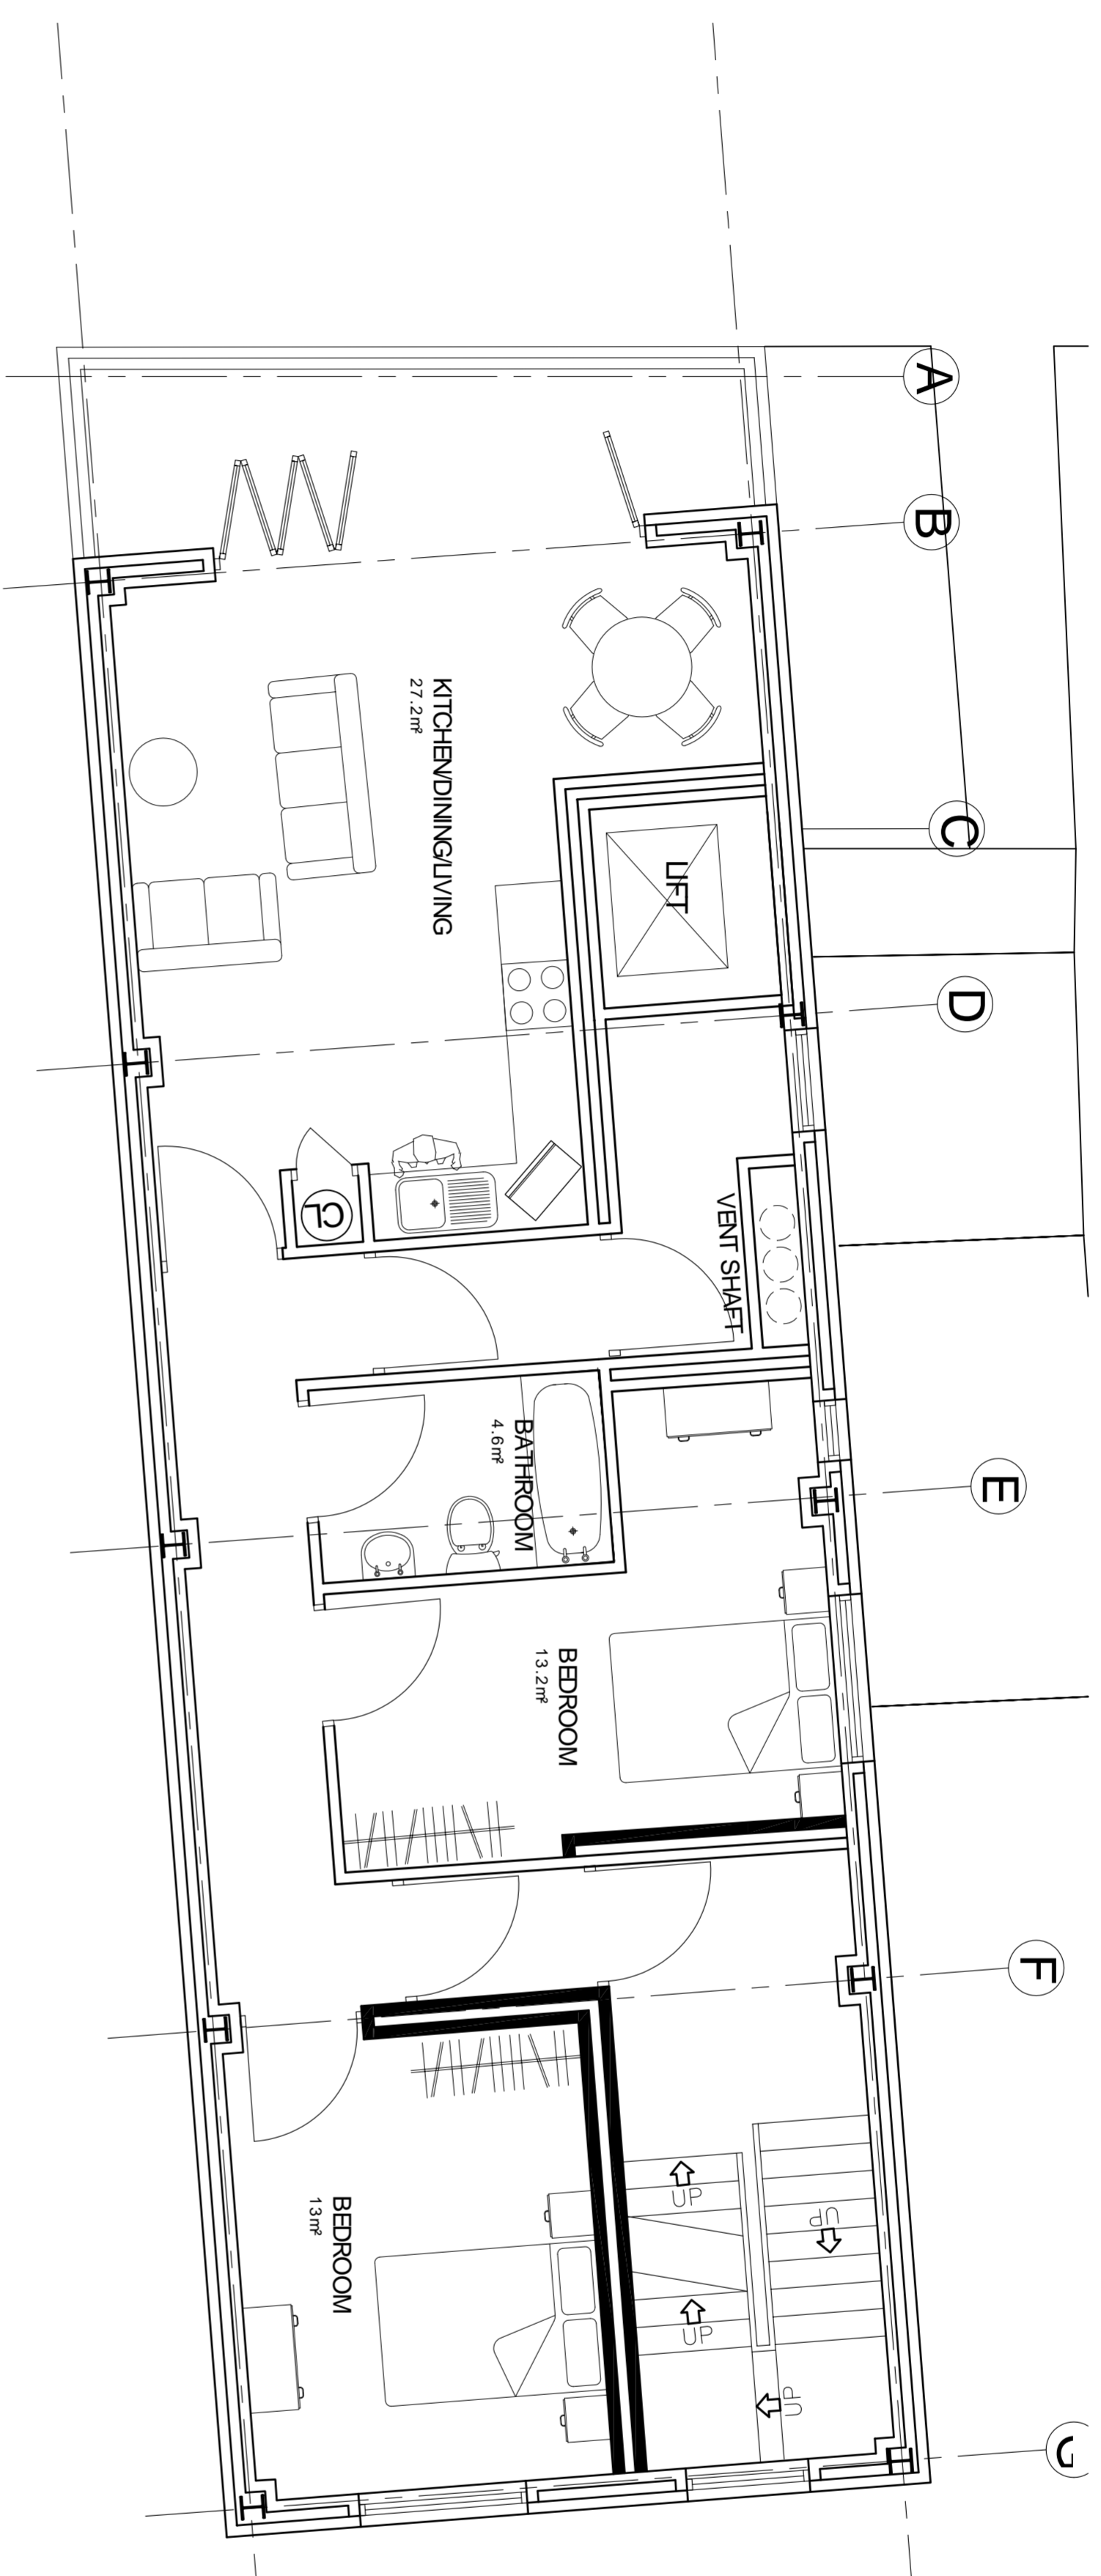 A
B
KITCHEN/DINING/LIVING
27.2m²
C
LIFT
D
CL
VENT SHAFT
BATHROOM
4.6m²
E
BEDROOM
13.2m²
F
UP
UP
UP
UP
BEDROOM
13m²
G